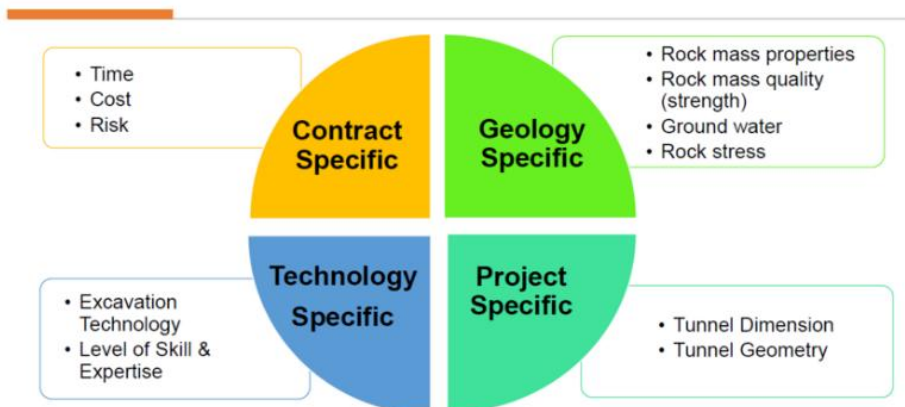 • Time
• Cost
• Risk
Contract
Specific
Geology
Specific
• Rock mass properties
• Rock mass quality
(strength)
• Ground water
• Rock stress
• Excavation
Technology
• Level of Skill &
Expertise
Technology
Specific
Project
Specific
• Tunnel Dimension
• Tunnel Geometry